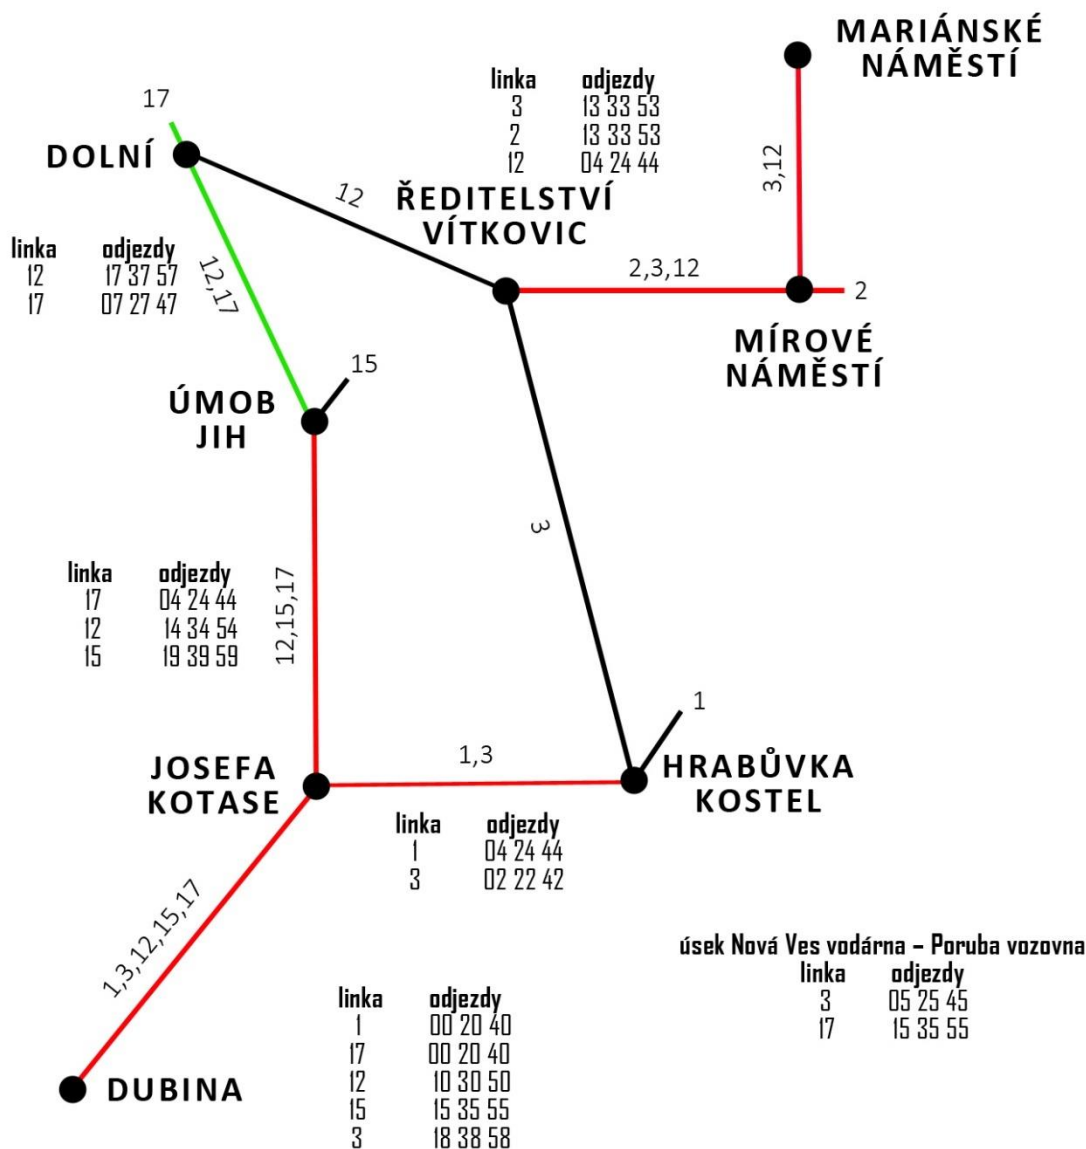 MARIÁNSKÉ
NÁMĚSTÍ
linka odjezdy
3 13 33 53
2 13 33 53
12 04 24 44
17
DOLNÍ
3,12
12
ŘEDITELSTVÍ
VÍTKOVIC
linka odjezdy
12 17 37 57
17 07 27 47
12,17
2,3,12
2
MÍROVÉ
NÁMĚSTÍ
15
ÚMOB
JIH
3
linka odjezdy
17 04 24 44
12 14 34 54
15 19 39 59
12,15,17
1
JOSEFA
KOTASE
1,3
HRABŮVKA
KOSTEL
linka odjezdy
1 04 24 44
3 02 22 42
1,3,12,15,17
úsek Nová Ves vodárna – Poruba vozovna
linka odjezdy
3 05 25 45
17 15 35 55
DUBINA
linka odjezdy
1 00 20 40
17 00 20 40
12 10 30 50
15 15 35 55
3 18 38 58